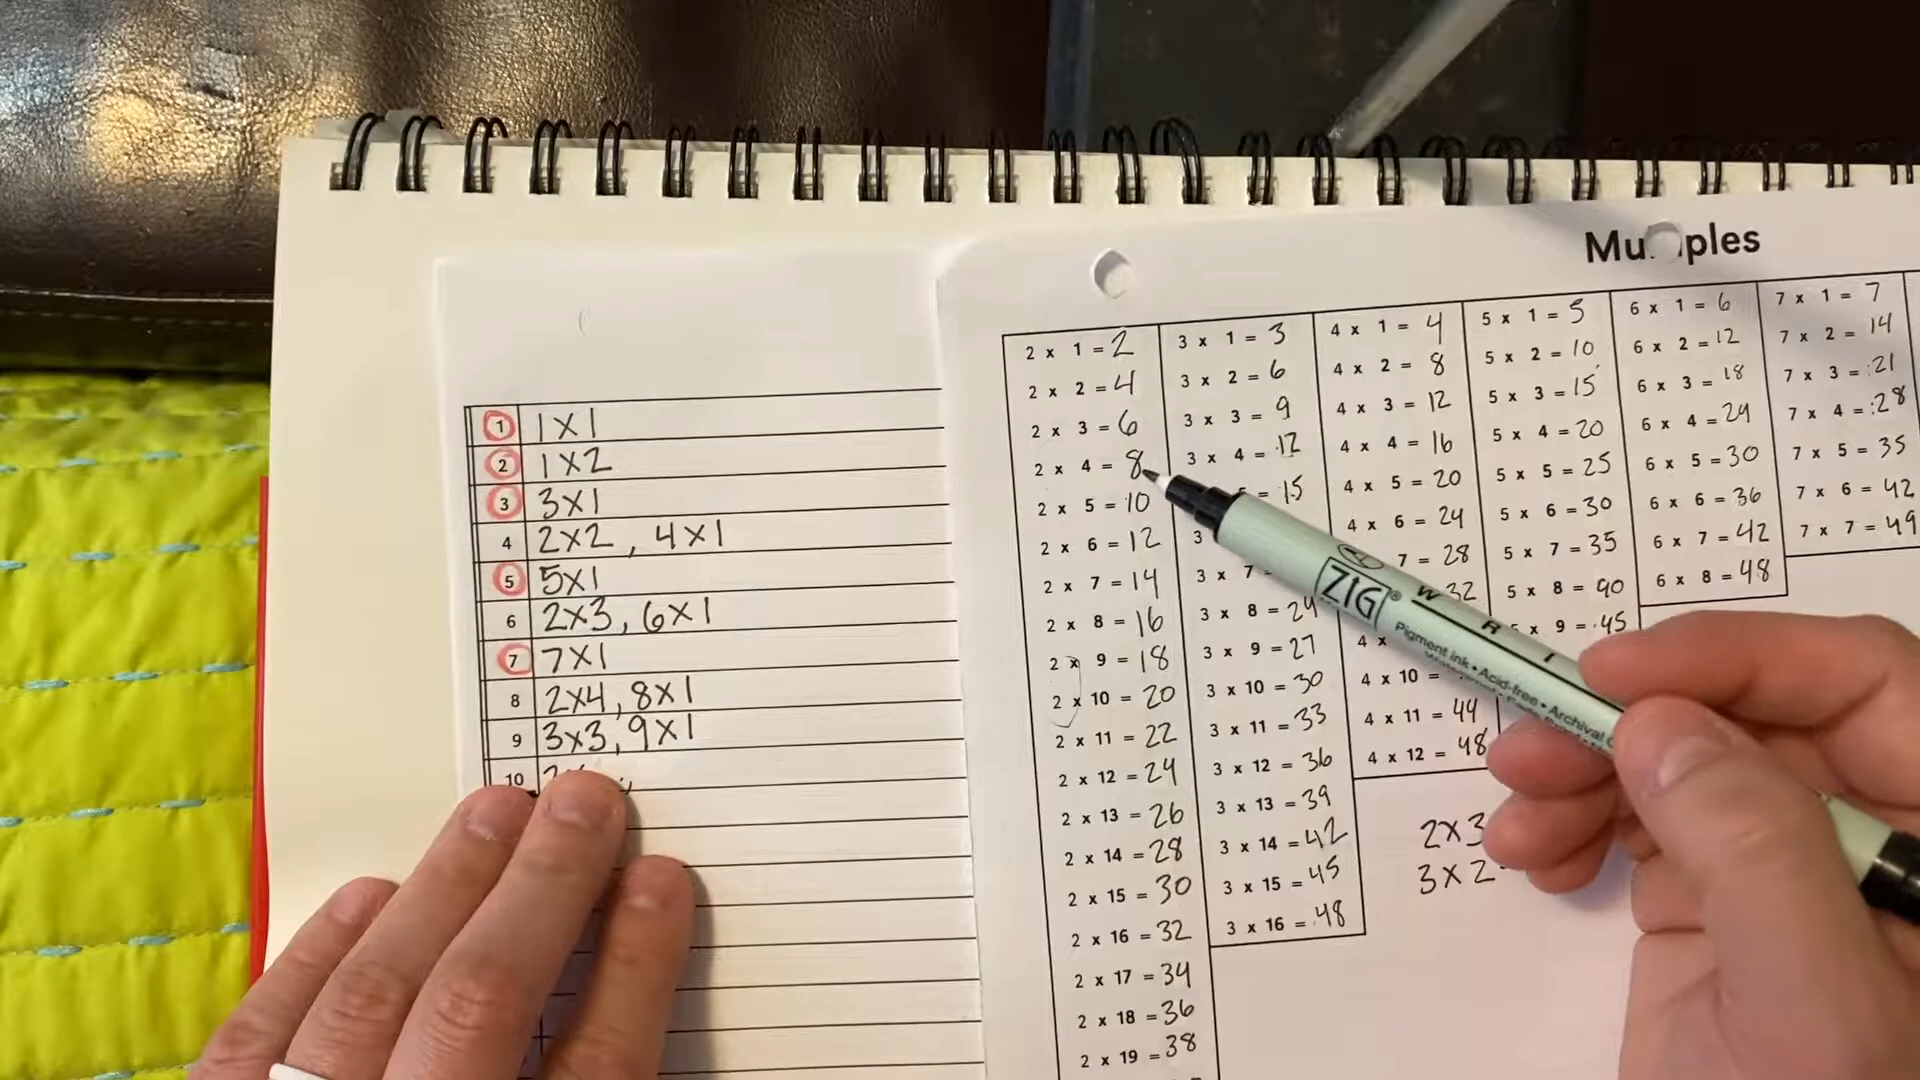 Mu ples
1 1x1
2 1x2
3 3x1
4 2x2 , 4x1
5 5x1
6 2x3, 6x1
7 7x1
8 2x4, 8x1
9 3x3, 9x1
10
2 x 1 = 2
2 x 2 = 4
2 x 3 = 6
2 x 4 = 8
2 x 5 = 10
2 x 6 = 12
2 x 7 = 14
2 x 8 = 16
2 x 9 = 18
2 x 10 = 20
2 x 11 = 22
2 x 12 = 24
2 x 13 = 26
2 x 14 = 28
2 x 15 = 30
2 x 16 = 32
2 x 17 = 34
2 x 18 = 36
2 x 19 = 38
3 x 1 = 3
3 x 2 = 6
3 x 3 = 9
3 x 4 = 12
= 15
3
3 x 7
3 x 8 = 24
3 x 9 = 27
3 x 10 = 30
3 x 11 = 33
3 x 12 = 36
3 x 13 = 39
3 x 14 = 42
3 x 15 = 45
3 x 16 = 48
4 x 1 = 4
4 x 2 = 8
4 x 3 = 12
4 x 4 = 16
4 x 5 = 20
4 x 6 = 24
7 = 28
32
4 x
4 x 10 =
4 x 11 = 44
4 x 12 = 48
5 x 1 = 5
5 x 2 = 10
5 x 3 = 15
5 x 4 = 20
5 x 5 = 25
5 x 6 = 30
5 x 7 = 35
5 x 8 = 90
x 9 = 45
6 x 1 = 6
6 x 2 = 12
6 x 3 = 18
6 x 4 = 24
6 x 5 = 30
6 x 6 = 36
6 x 7 = 42
6 x 8 = 48
7 x 1 = 7
7 x 2 = 14
7 x 3 = 21
7 x 4 = 28
7 x 5 = 35
7 x 6 = 42
7 x 7 = 49
2x3
3x2
ZIG® W R I
Pigment ink • Acid-free • Archival